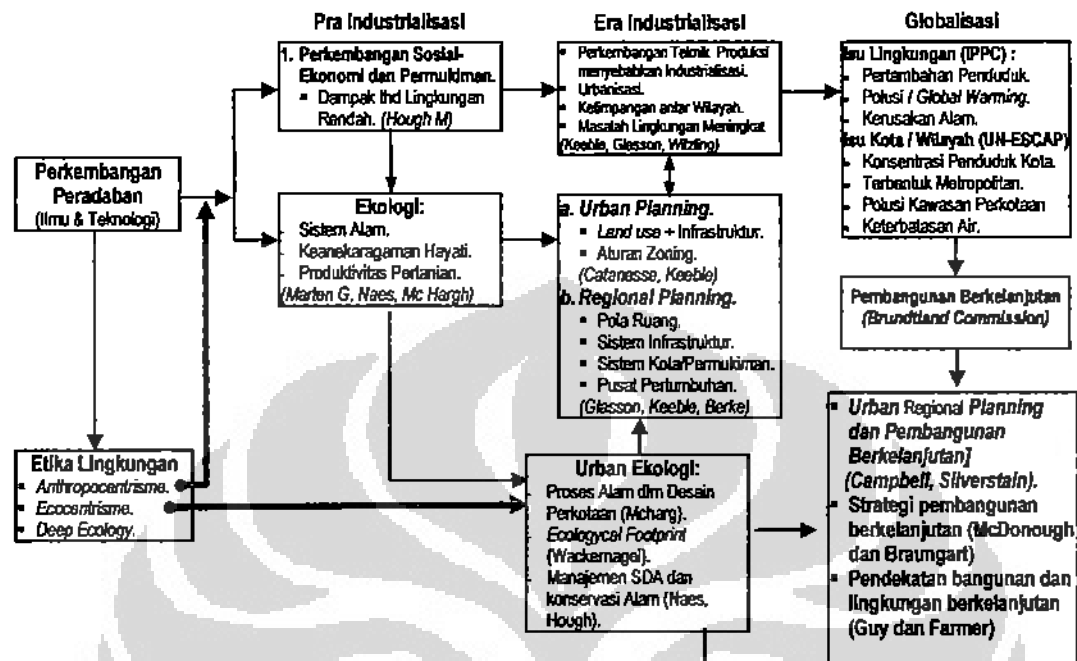 Pra Industrialisasi
Era Industrialisasi
Globalisasi
1. Perkembangan Sosial-
Ekonomi dan Permukiman.
▪ Dampak thd Lingkungan
Rendah. (Hough M)
▪ Perkembangan Teknik Produksi
menyebabkan Industrialisasi.
▪ Urbanisasi.
▪ Ketimpangan antar Wilayah.
▪ Masalah Lingkungan Meningkat
(Keeble, Glasson, Witzling)
Isu Lingkungan (IPPC) :
- Pertambahan Penduduk.
- Polusi / Global Warming.
- Kerusakan Alam.
Isu Kota / Wilayah (UN-ESCAP)
- Konsentrasi Penduduk Kota.
- Terbentuk Metropolitan.
- Polusi Kawasan Perkotaan
- Keterbatasan Air.
Perkembangan
Peradaban
(Ilmu & Teknologi)
Ekologi:
Sistem Alam.
Keanekaragaman Hayati.
Produktivitas Pertanian.
(Marten G, Naes, Mc Hargh)
a. Urban Planning.
▪ Land use + Infrastruktur.
▪ Aturan Zoning.
(Catanesse, Keeble)
b. Regional Planning.
▪ Pola Ruang.
▪ Sistem Infrastruktur.
▪ Sistem Kota/Permukiman.
▪ Pusat Pertumbuhan.
(Glasson, Keeble, Berke)
Pembangunan Berkelanjutan
(Brundtland Commission)
Etika Lingkungan
▪ Anthropocentrisme.
▪ Ecocentrisme.
▪ Deep Ecology.
Urban Ekologi:
Proses Alam dlm Desain
Perkotaan (Mcharg).
Ecologycal Footprint
(Wackernagel).
Manajemen SDA dan
konservasi Alam (Naes,
Hough).
▪ Urban Regional Planning
dan Pembangunan
Berkelanjutan]
(Campbell, Silverstain).
▪ Strategi pembangunan
berkelanjutan (McDonough
dan Braungart)
▪ Pendekatan bangunan dan
lingkungan berkelanjutan
(Guy dan Farmer)